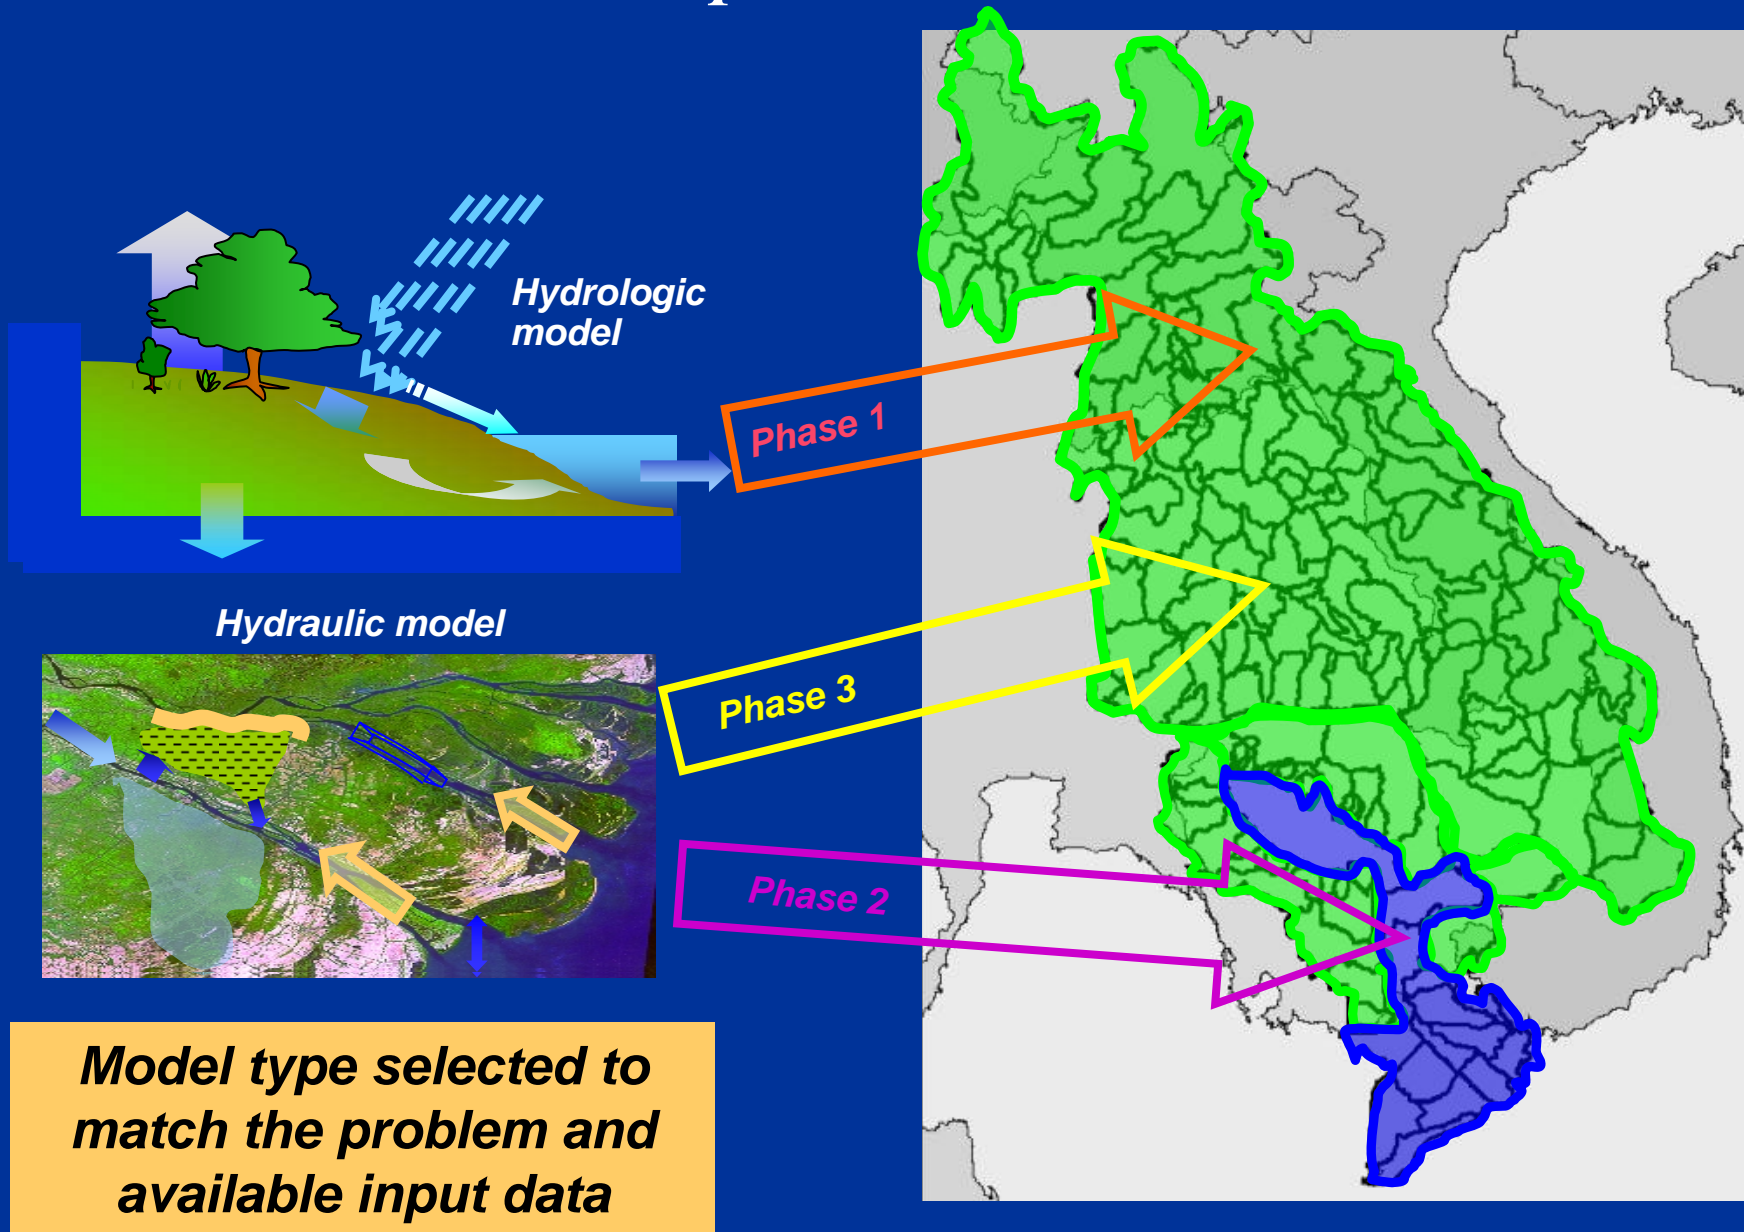 Hydrologic
model
Phase 1
Hydraulic model
Phase 3
Phase 2
Model type selected to
match the problem and
available input data